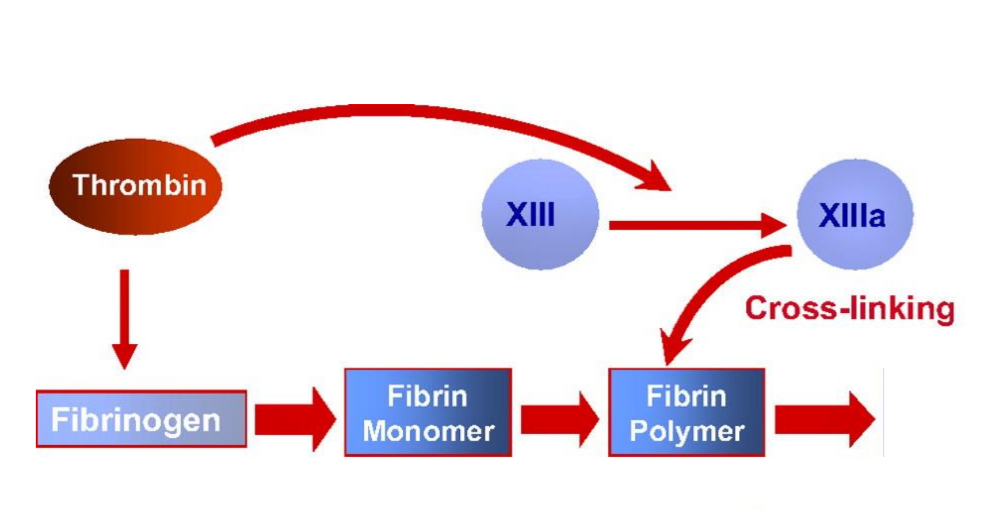 Thrombin
XIII
XIIIa
Cross-linking
Fibrinogen
Fibrin
Monomer
Fibrin
Polymer